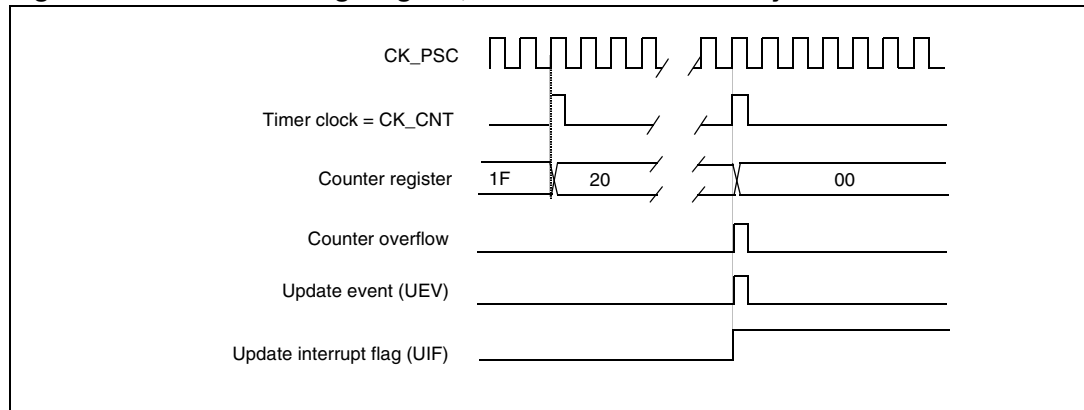 CK_PSC
Timer clock = CK_CNT
Counter register 1F 20 00
Counter overflow
Update event (UEV)
Update interrupt flag (UIF)